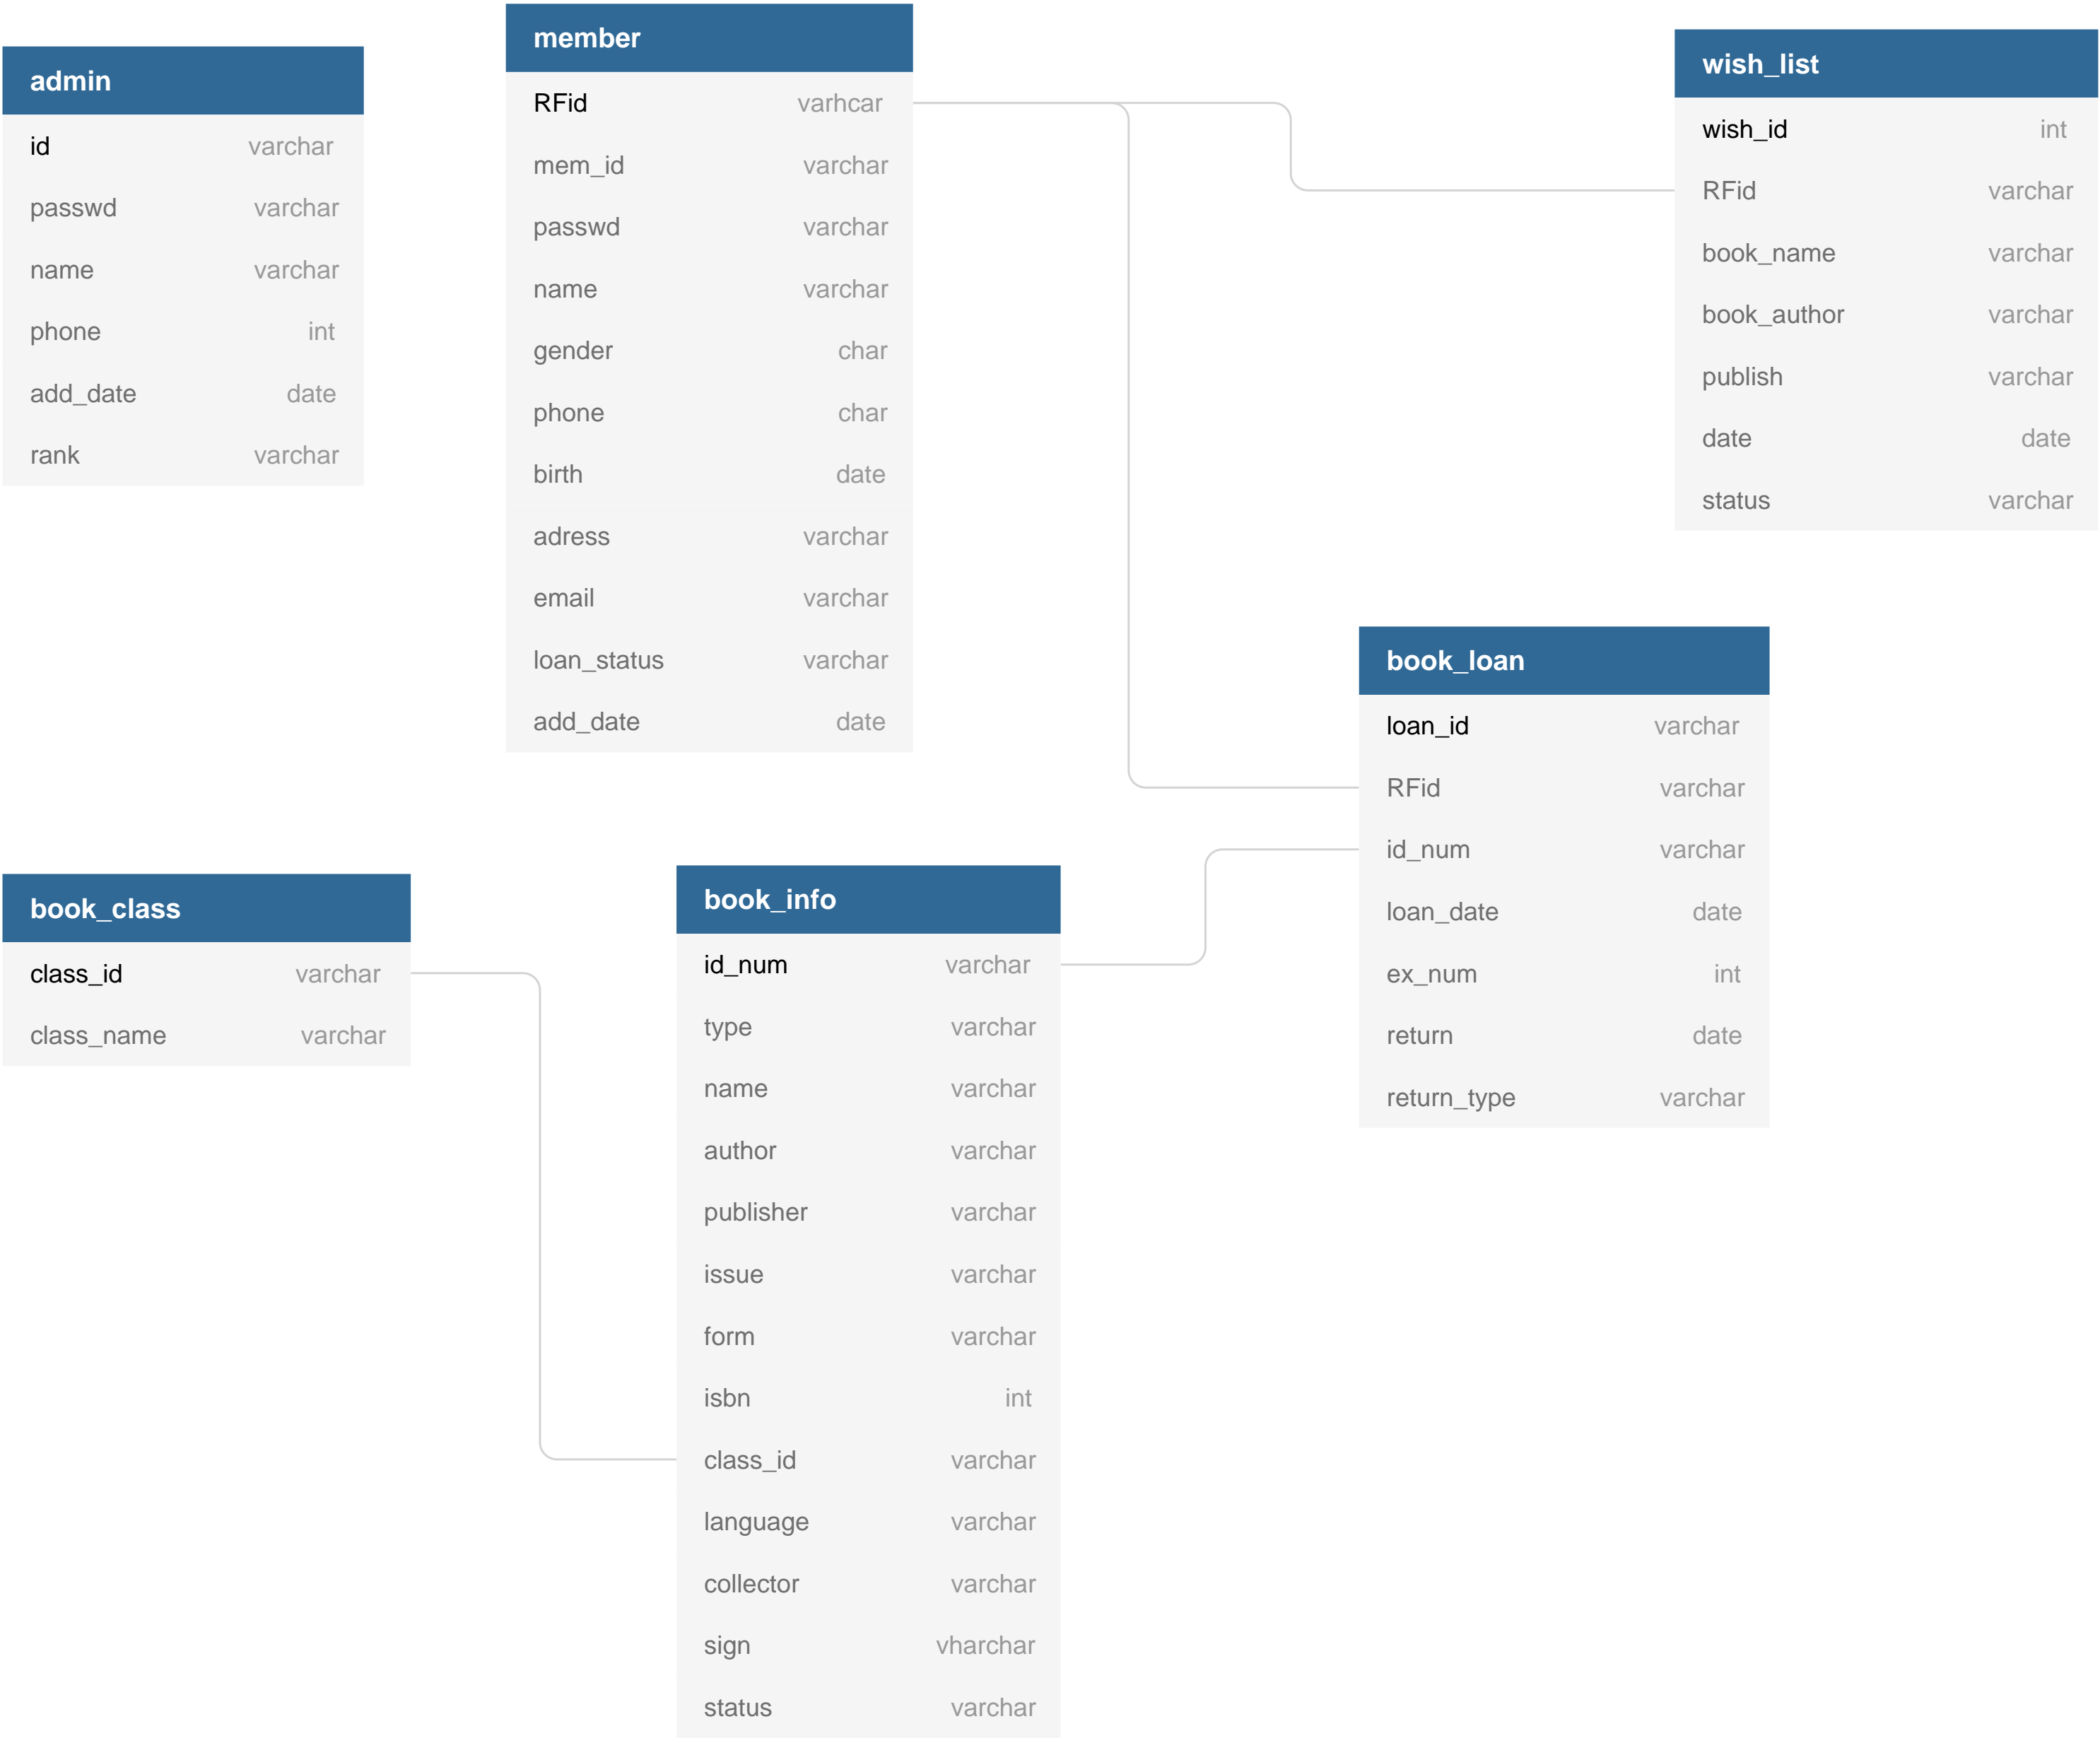 admin
id varchar
passwd varchar
name varchar
phone int
add_date date
rank varchar
member
RFid varhcar
mem_id varchar
passwd varchar
name varchar
gender char
phone char
birth date
adress varchar
email varchar
loan_status varchar
add_date date
wish_list
wish_id int
RFid varchar
book_name varchar
book_author varchar
publish varchar
date date
status varchar
book_loan
loan_id varchar
RFid varchar
id_num varchar
loan_date date
ex_num int
return date
return_type varchar
book_class
class_id varchar
class_name varchar
book_info
id_num varchar
type varchar
name varchar
author varchar
publisher varchar
issue varchar
form varchar
isbn int
class_id varchar
language varchar
collector varchar
sign vharchar
status varchar